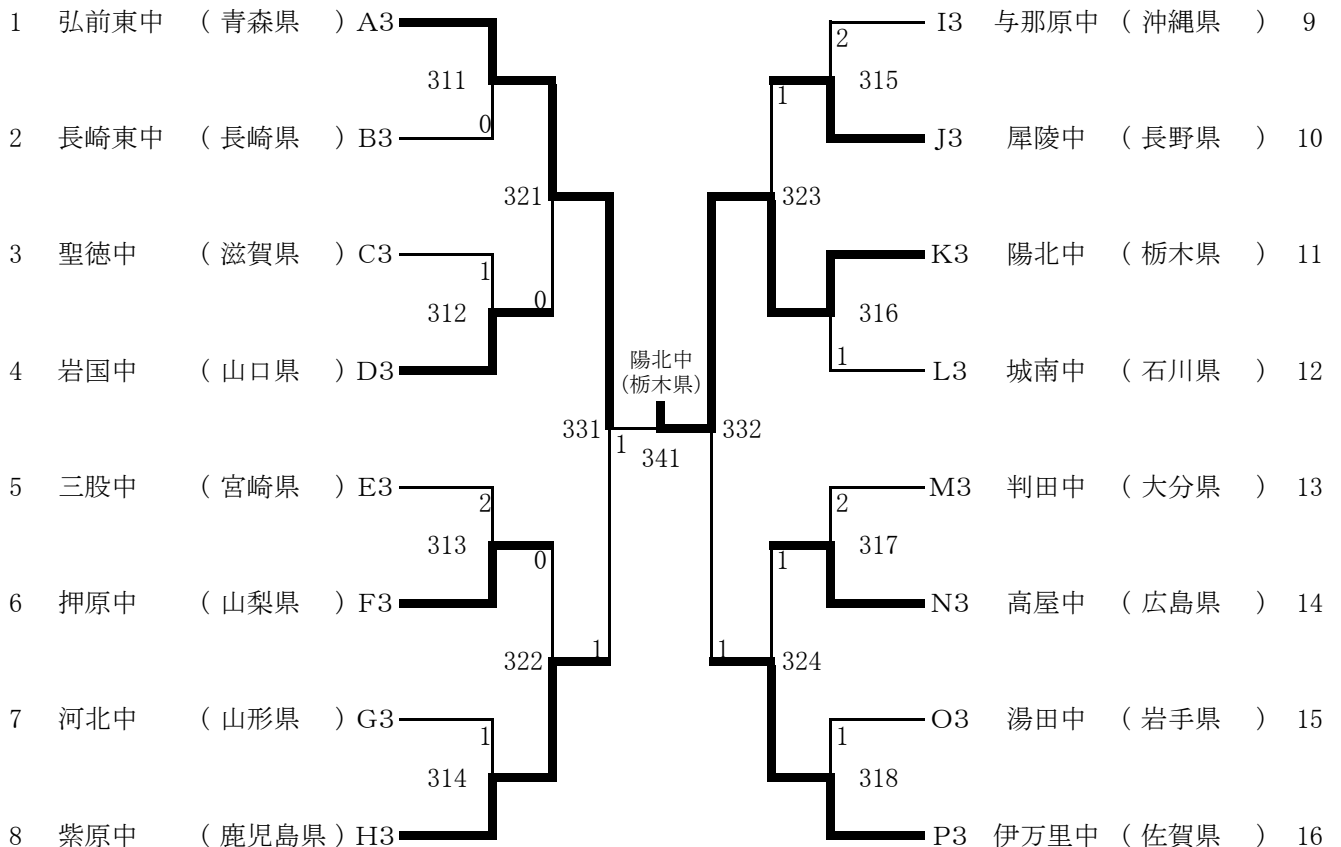 1 弘前東中 （ 青森県 ） A3
I3 与那原中 （ 沖縄県 ） 9
2
311
315
1
0
2 長崎東中 （ 長崎県 ） B3
J3 犀陵中 （ 長野県 ） 10
321
323
3 聖徳中 （ 滋賀県 ） C3
K3 陽北中 （ 栃木県 ） 11
1
0
312
316
陽北中
（栃木県）
1
4 岩国中 （ 山口県 ） D3
L3 城南中 （ 石川県 ） 12
331
332
1
341
5 三股中 （ 宮崎県 ） E3
M3 判田中 （ 大分県 ） 13
2
2
313
317
0
1
6 押原中 （ 山梨県 ） F3
N3 高屋中 （ 広島県 ） 14
1
1
322
324
7 河北中 （ 山形県 ） G3
O3 湯田中 （ 岩手県 ） 15
1
1
314
318
8 紫原中 （ 鹿児島県 ） H3
P3 伊万里中 （ 佐賀県 ） 16